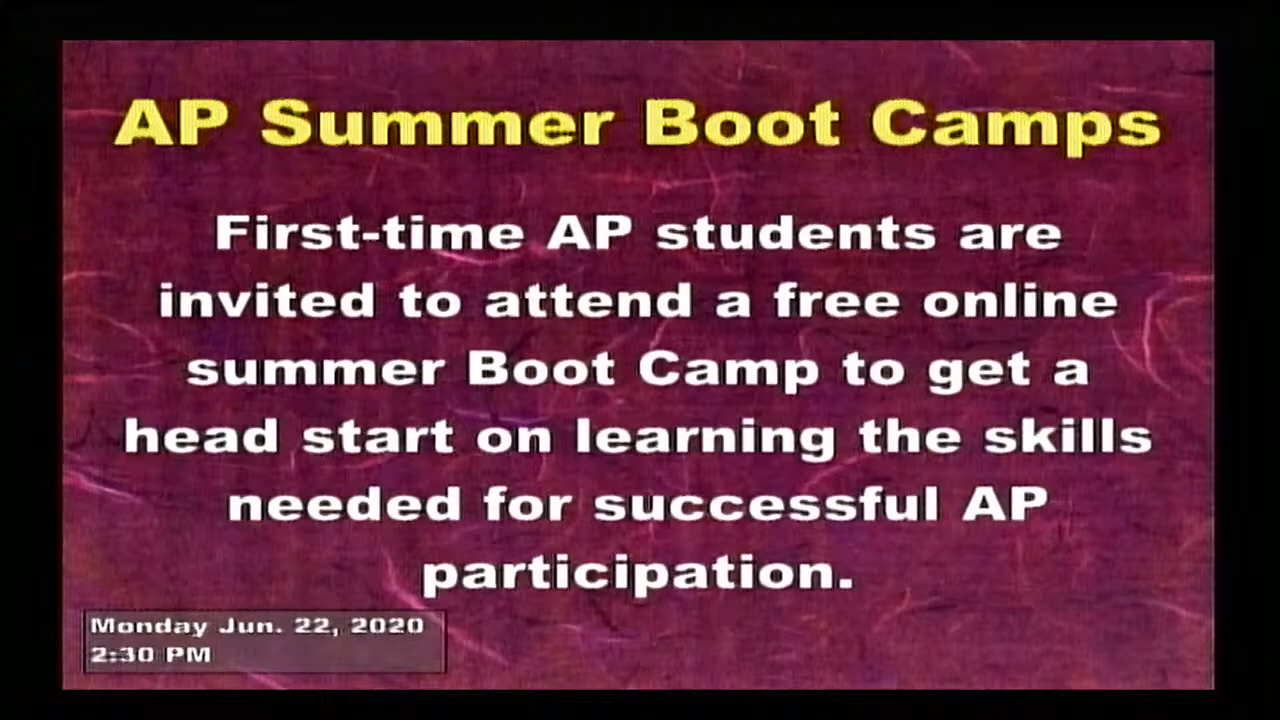 AP Summer Boot Camps
First-time AP students are
invited to attend a free online
summer Boot Camp to get a
head start on learning the skills
needed for successful AP
participation.
Monday Jun. 22, 2020
2:30 PM